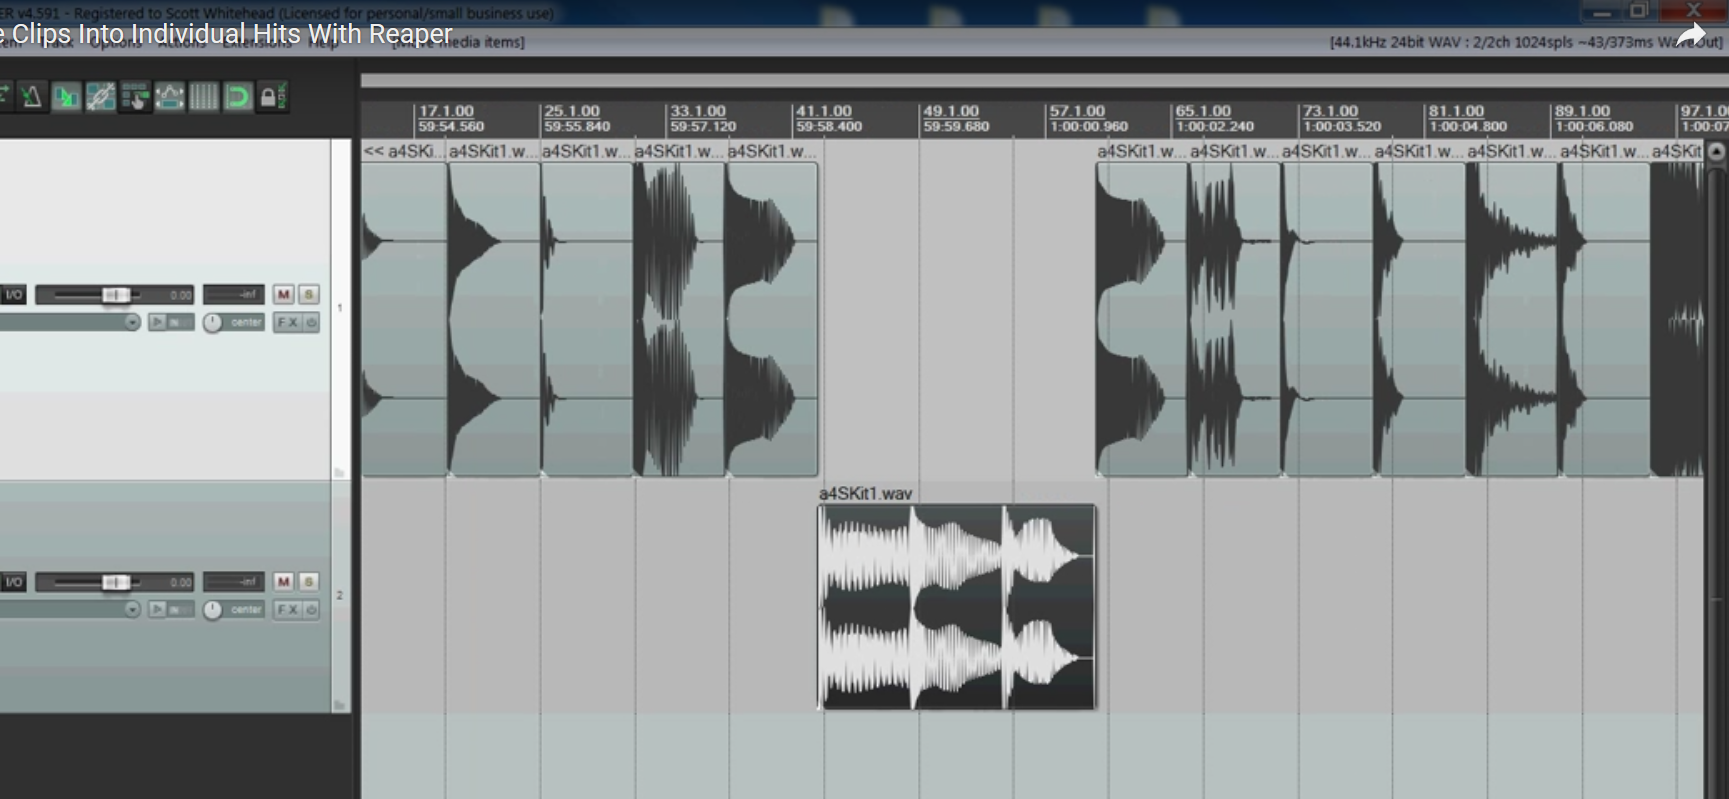 ER v4.591 - Registered to Scott Whitehead (Licensed for personal/small business use)
e Clips Into Individual Hits With Reaper
Options Actions Extensions Help [Move media items] [44.1kHz 24bit WAV : 2/2ch 1024spls ~43/373ms WaveOut]
17.1.00 25.1.00 33.1.00 41.1.00 49.1.00 57.1.00 65.1.00 73.1.00 81.1.00 89.1.00 97.1.0
59:54.560 59:55.840 59:57.120 59:58.400 59:59.680 1:00:00.960 1:00:02.240 1:00:03.520 1:00:04.800 1:00:06.080 1:00:07
<< a4SKi... a4SKit1.w... a4SKit1.w... a4SKit1.w... a4SKit1.w... a4SKit1.w... a4SKit1.w... a4SKit1.w... a4SKit1.w... a4SKit1.w... a4SKit1.w... a4SKit
I/O 0.00 -inf M S
1
center FX
a4SKit1.wav
I/O 0.00 -inf M S
2
center FX